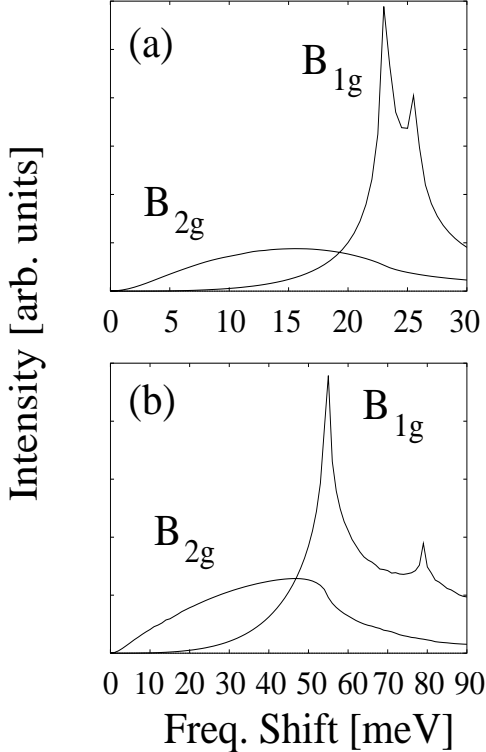 (a)
B1g
B2g
0 5 10 15 20 25 30
Intensity [arb. units]
(b)
B1g
B2g
0 10 20 30 40 50 60 70 80 90
Freq. Shift [meV]